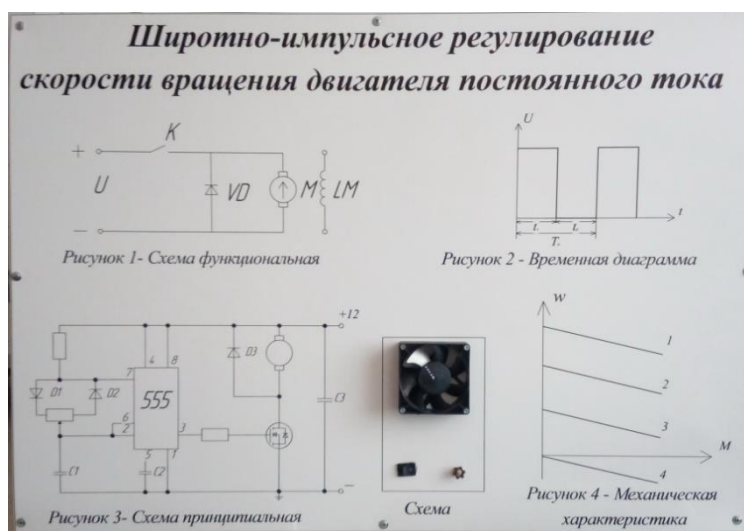 Широтно-импульсное регулирование
скорости вращения двигателя постоянного тока
K
+
U
VD
M
LM
−
Рисунок 1- Схема функциональная
U
t
T.
Рисунок 2 - Временная диаграмма
+12
4
8
D3
7
D1
D2
555
6
2
3
C3
5
1
C1
C2
−
Рисунок 3- Схема принципиальная
Схема
W
1
2
3
M
4
Рисунок 4 - Механическая
характеристика